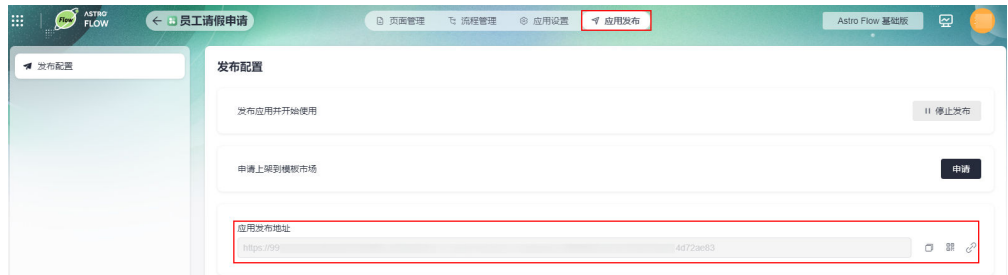 Flow ASTRO FLOW 员工请假申请 页面管理 流程管理 应用设置 应用发布 Astro Flow 基础版
发布配置
发布配置
发布应用并开始使用 停止发布
申请上架到模板市场 申请
应用发布地址
https://99 4d72ae83